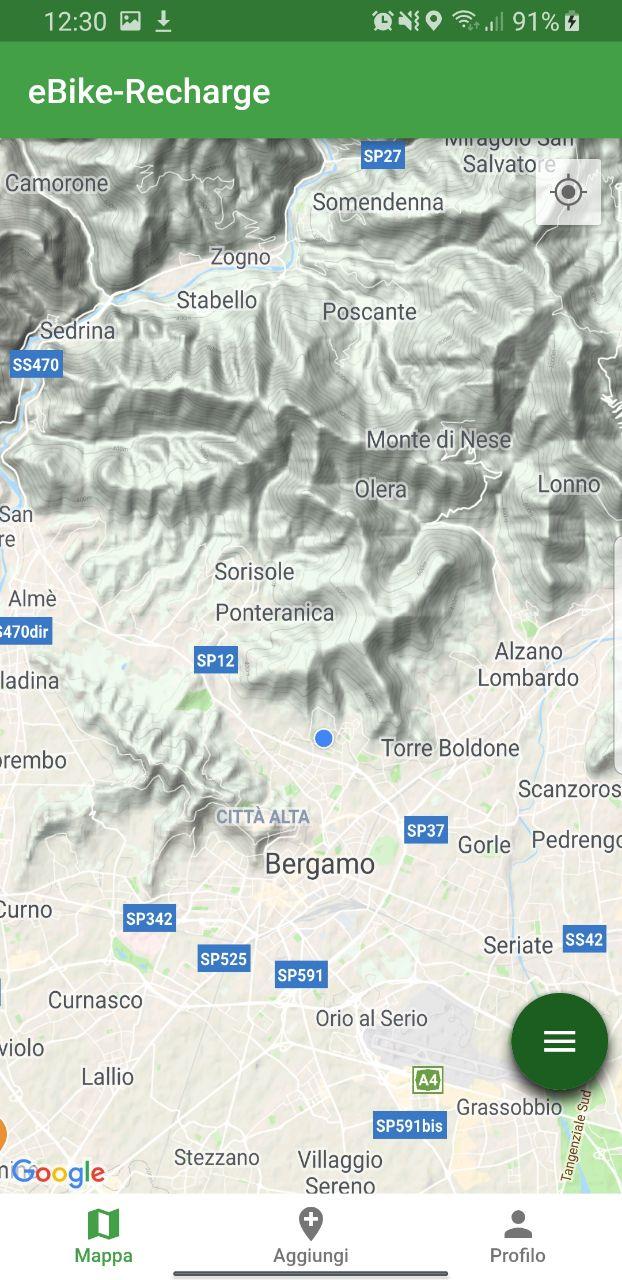 12:30
91%
eBike-Recharge
SP27
Miragolo San
Salvatore
Camorone
Somendenna
Zogno
Stabello
Poscante
Sedrina
SS470
Monte di Nese
Olera
Lonno
San
re
Sorisole
Almè
Ponteranica
S470dir
SP12
Alzano
Lombardo
ladina
Torre Boldone
brembo
Scanzoros
CITTÀ ALTA
SP37
Gorle
Pedrengo
Bergamo
Curno
SP342
SS42
Seriate
SP525
SP591
Curnasco
Orio al Serio
violo
Lallio
A4
Grassobbio
SP591bis
Tangenziale Sud
Stezzano
Villaggio
Sereno
Google
Mappa
Aggiungi
Profilo